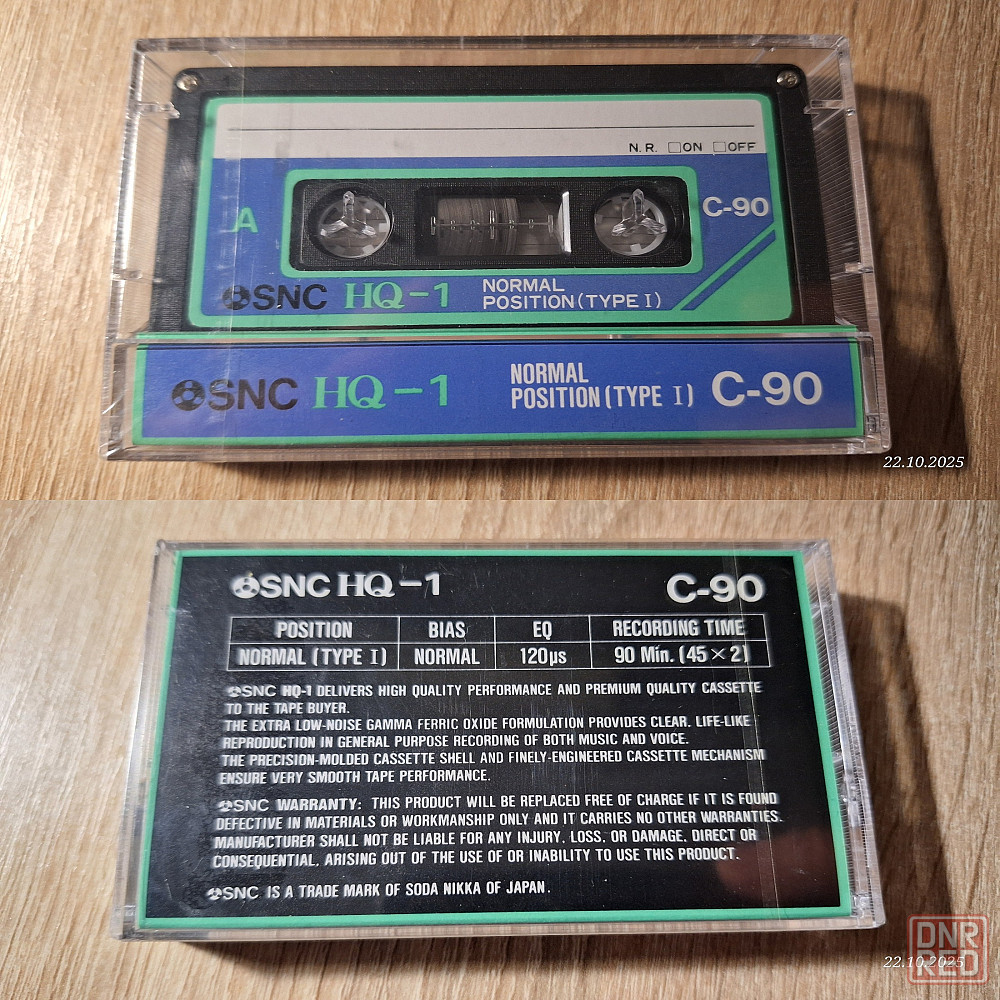 N.R. □ON □OFF
A
C-90
SNC HQ-1 NORMAL
POSITION (TYPE I)
SNC HQ-1 NORMAL
POSITION (TYPE I) C-90
22.10.2025
SNC HQ-1 C-90
POSITION BIAS EQ RECORDING TIME
NORMAL (TYPE I) NORMAL 120μs 90 Min. (45×2)
SNC HQ-1 DELIVERS HIGH QUALITY PERFORMANCE AND PREMIUM QUALITY CASSETTE
TO THE TAPE BUYER.
THE EXTRA LOW-NOISE GAMMA FERRIC OXIDE FORMULATION PROVIDES CLEAR, LIFE-LIKE
REPRODUCTION IN GENERAL PURPOSE RECORDING OF BOTH MUSIC AND VOICE.
THE PRECISION-MOLDED CASSETTE SHELL AND FINELY-ENGINEERED CASSETTE MECHANISM
ENSURE VERY SMOOTH TAPE PERFORMANCE.
SNC WARRANTY: THIS PRODUCT WILL BE REPLACED FREE OF CHARGE IF IT IS FOUND
DEFECTIVE IN MATERIALS OR WORKMANSHIP ONLY AND IT CARRIES NO OTHER WARRANTIES.
MANUFACTURER SHALL NOT BE LIABLE FOR ANY INJURY, LOSS, OR DAMAGE, DIRECT OR
CONSEQUENTIAL, ARISING OUT OF THE USE OF OR INABILITY TO USE THIS PRODUCT.
SNC IS A TRADE MARK OF SODA NIKKA OF JAPAN.
DNR
RED
22.10.2025